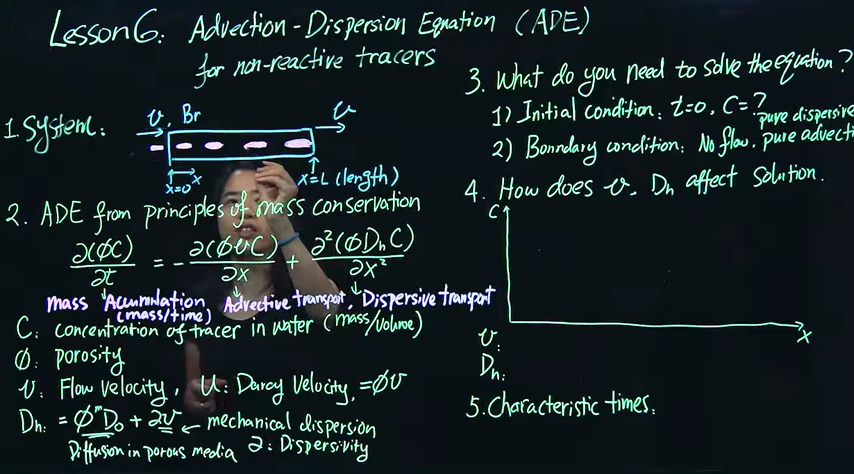 Lesson 6: Advection-Dispersion Equation (ADE)
for non-reactive tracers
1. System:
v, Br
v
x=0
x
x=L (length)
2. ADE from principles of mass conservation
∂(ϕC)/∂t = - ∂(ϕvC)/∂x + ∂²(ϕDhC)/∂x²
mass Accumulation, Advective transport, Dispersive transport
(mass/time)
C: concentration of tracer in water (mass/volume)
ϕ: porosity
v: Flow velocity, u: Darcy Velocity, =ϕv
Dh: = ϕᵐD₀ + ∂v ← mechanical dispersion
Diffusion in porous media ∂: Dispersivity
3. What do you need to solve the equation?
1) Initial condition: t=0, C=?
pure dispersive
2) Boundary condition: No flow, pure advecti
4. How does v, Dh affect solution.
C
x
v:
Dh:
5. Characteristic times: